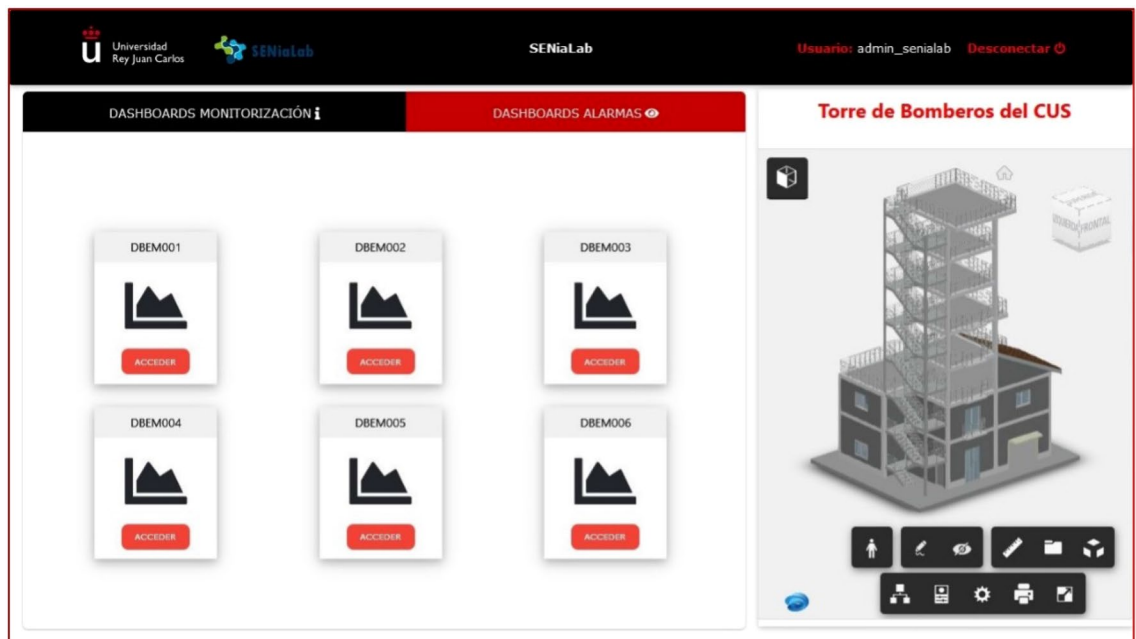 Universidad
Rey Juan Carlos
SENiaLab
SENiaLab
Usuario: admin_senialab Desconectar
DASHBOARDS MONITORIZACIÓN
DASHBOARDS ALARMAS
Torre de Bomberos del CUS
DBEM001
DBEM002
DBEM003
ACCEDER
ACCEDER
ACCEDER
DBEM004
DBEM005
DBEM006
ACCEDER
ACCEDER
ACCEDER
FRONTAL